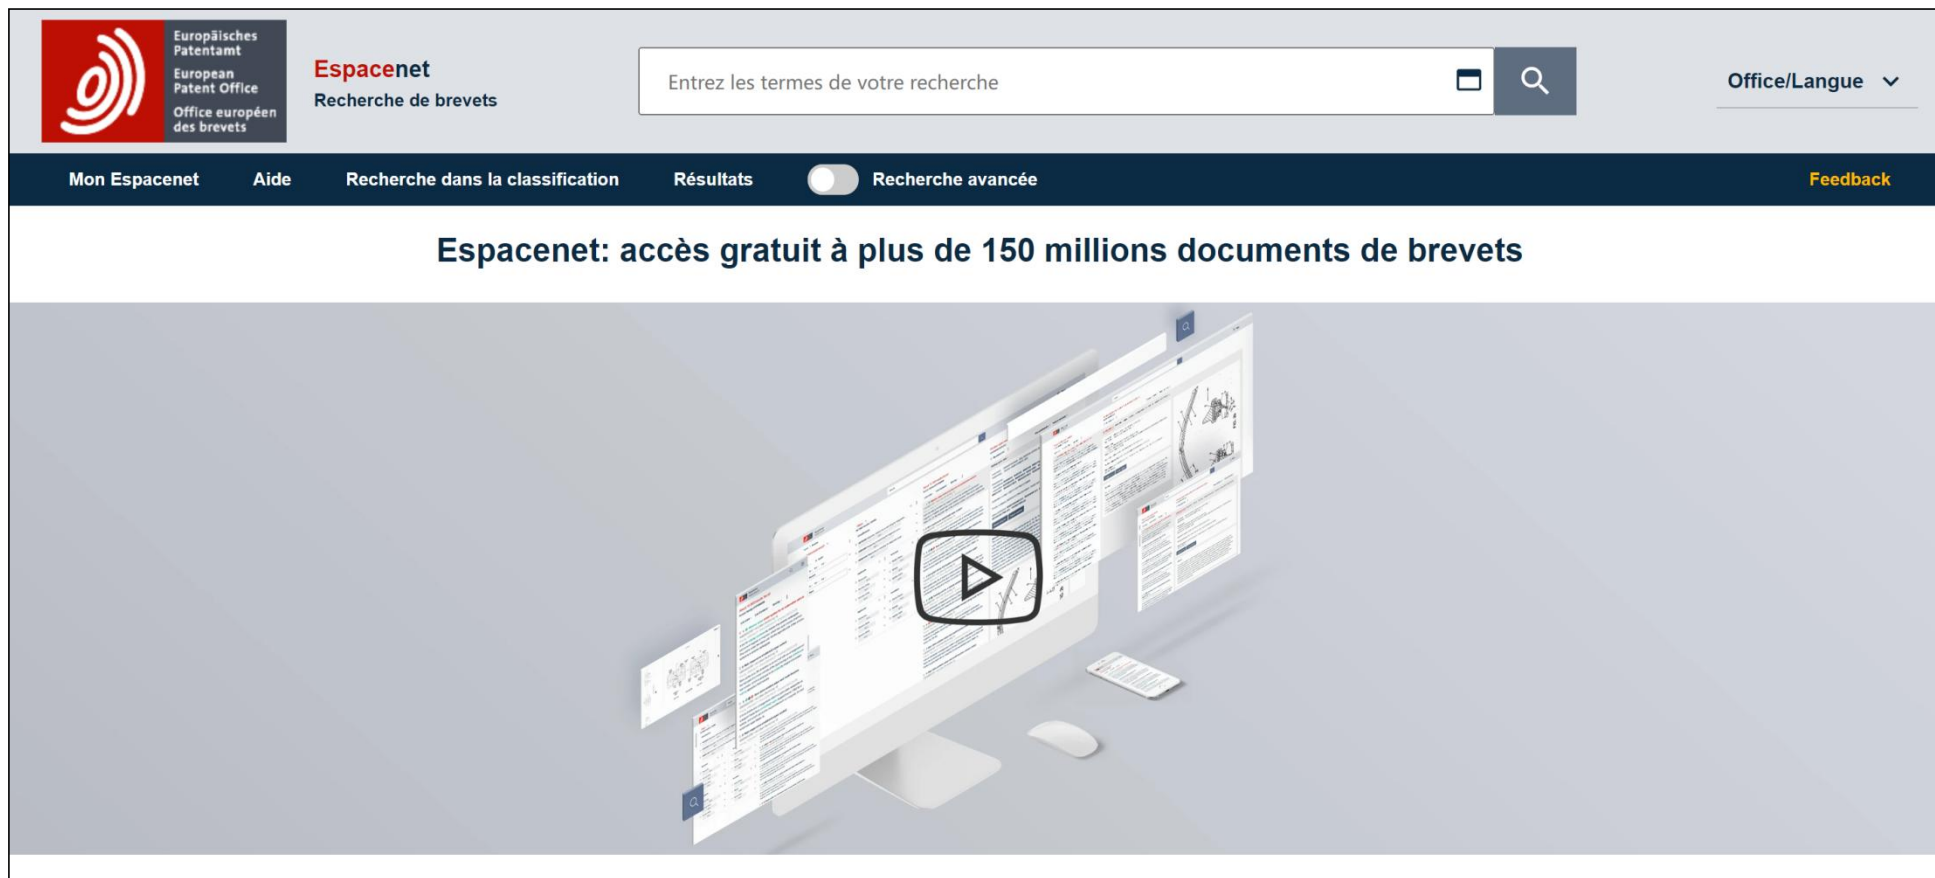 Europäisches
Patentamt
European
Patent Office
Office européen
des brevets
Espacenet
Recherche de brevets
Entrez les termes de votre recherche
Office/Langue
Mon Espacenet Aide Recherche dans la classification Résultats Recherche avancée Feedback
Espacenet: accès gratuit à plus de 150 millions documents de brevets